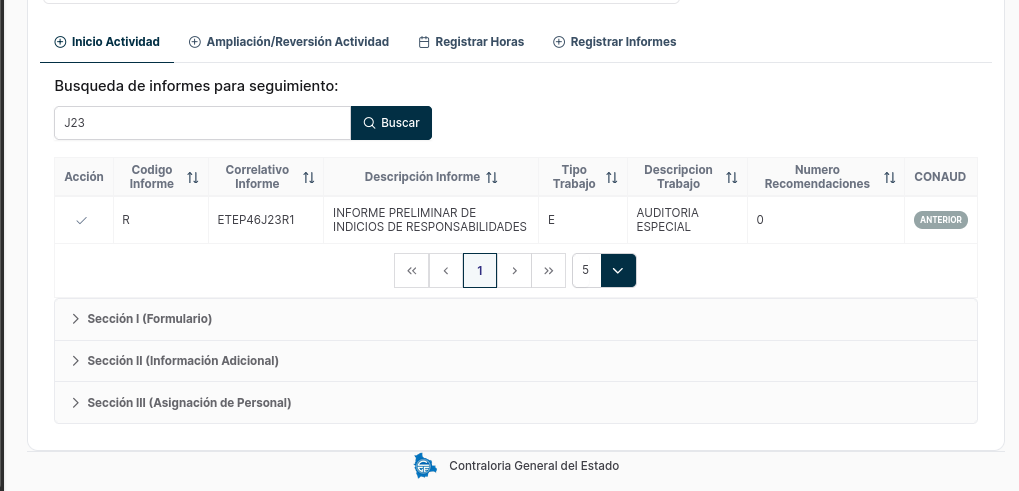 Inicio Actividad Ampliación/Reversión Actividad Registrar Horas Registrar Informes
Busqueda de informes para seguimiento:
J23 Buscar
Acción Codigo Informe Correlativo Informe Descripción Informe Tipo Trabajo Descripcion Trabajo Numero Recomendaciones CONAUD
R ETEP46J23R1 INFORME PRELIMINAR DE INDICIOS DE RESPONSABILIDADES E AUDITORIA ESPECIAL 0 ANTERIOR
« ‹ 1 › » 5
Sección I (Formulario)
Sección II (Información Adicional)
Sección III (Asignación de Personal)
Contraloria General del Estado